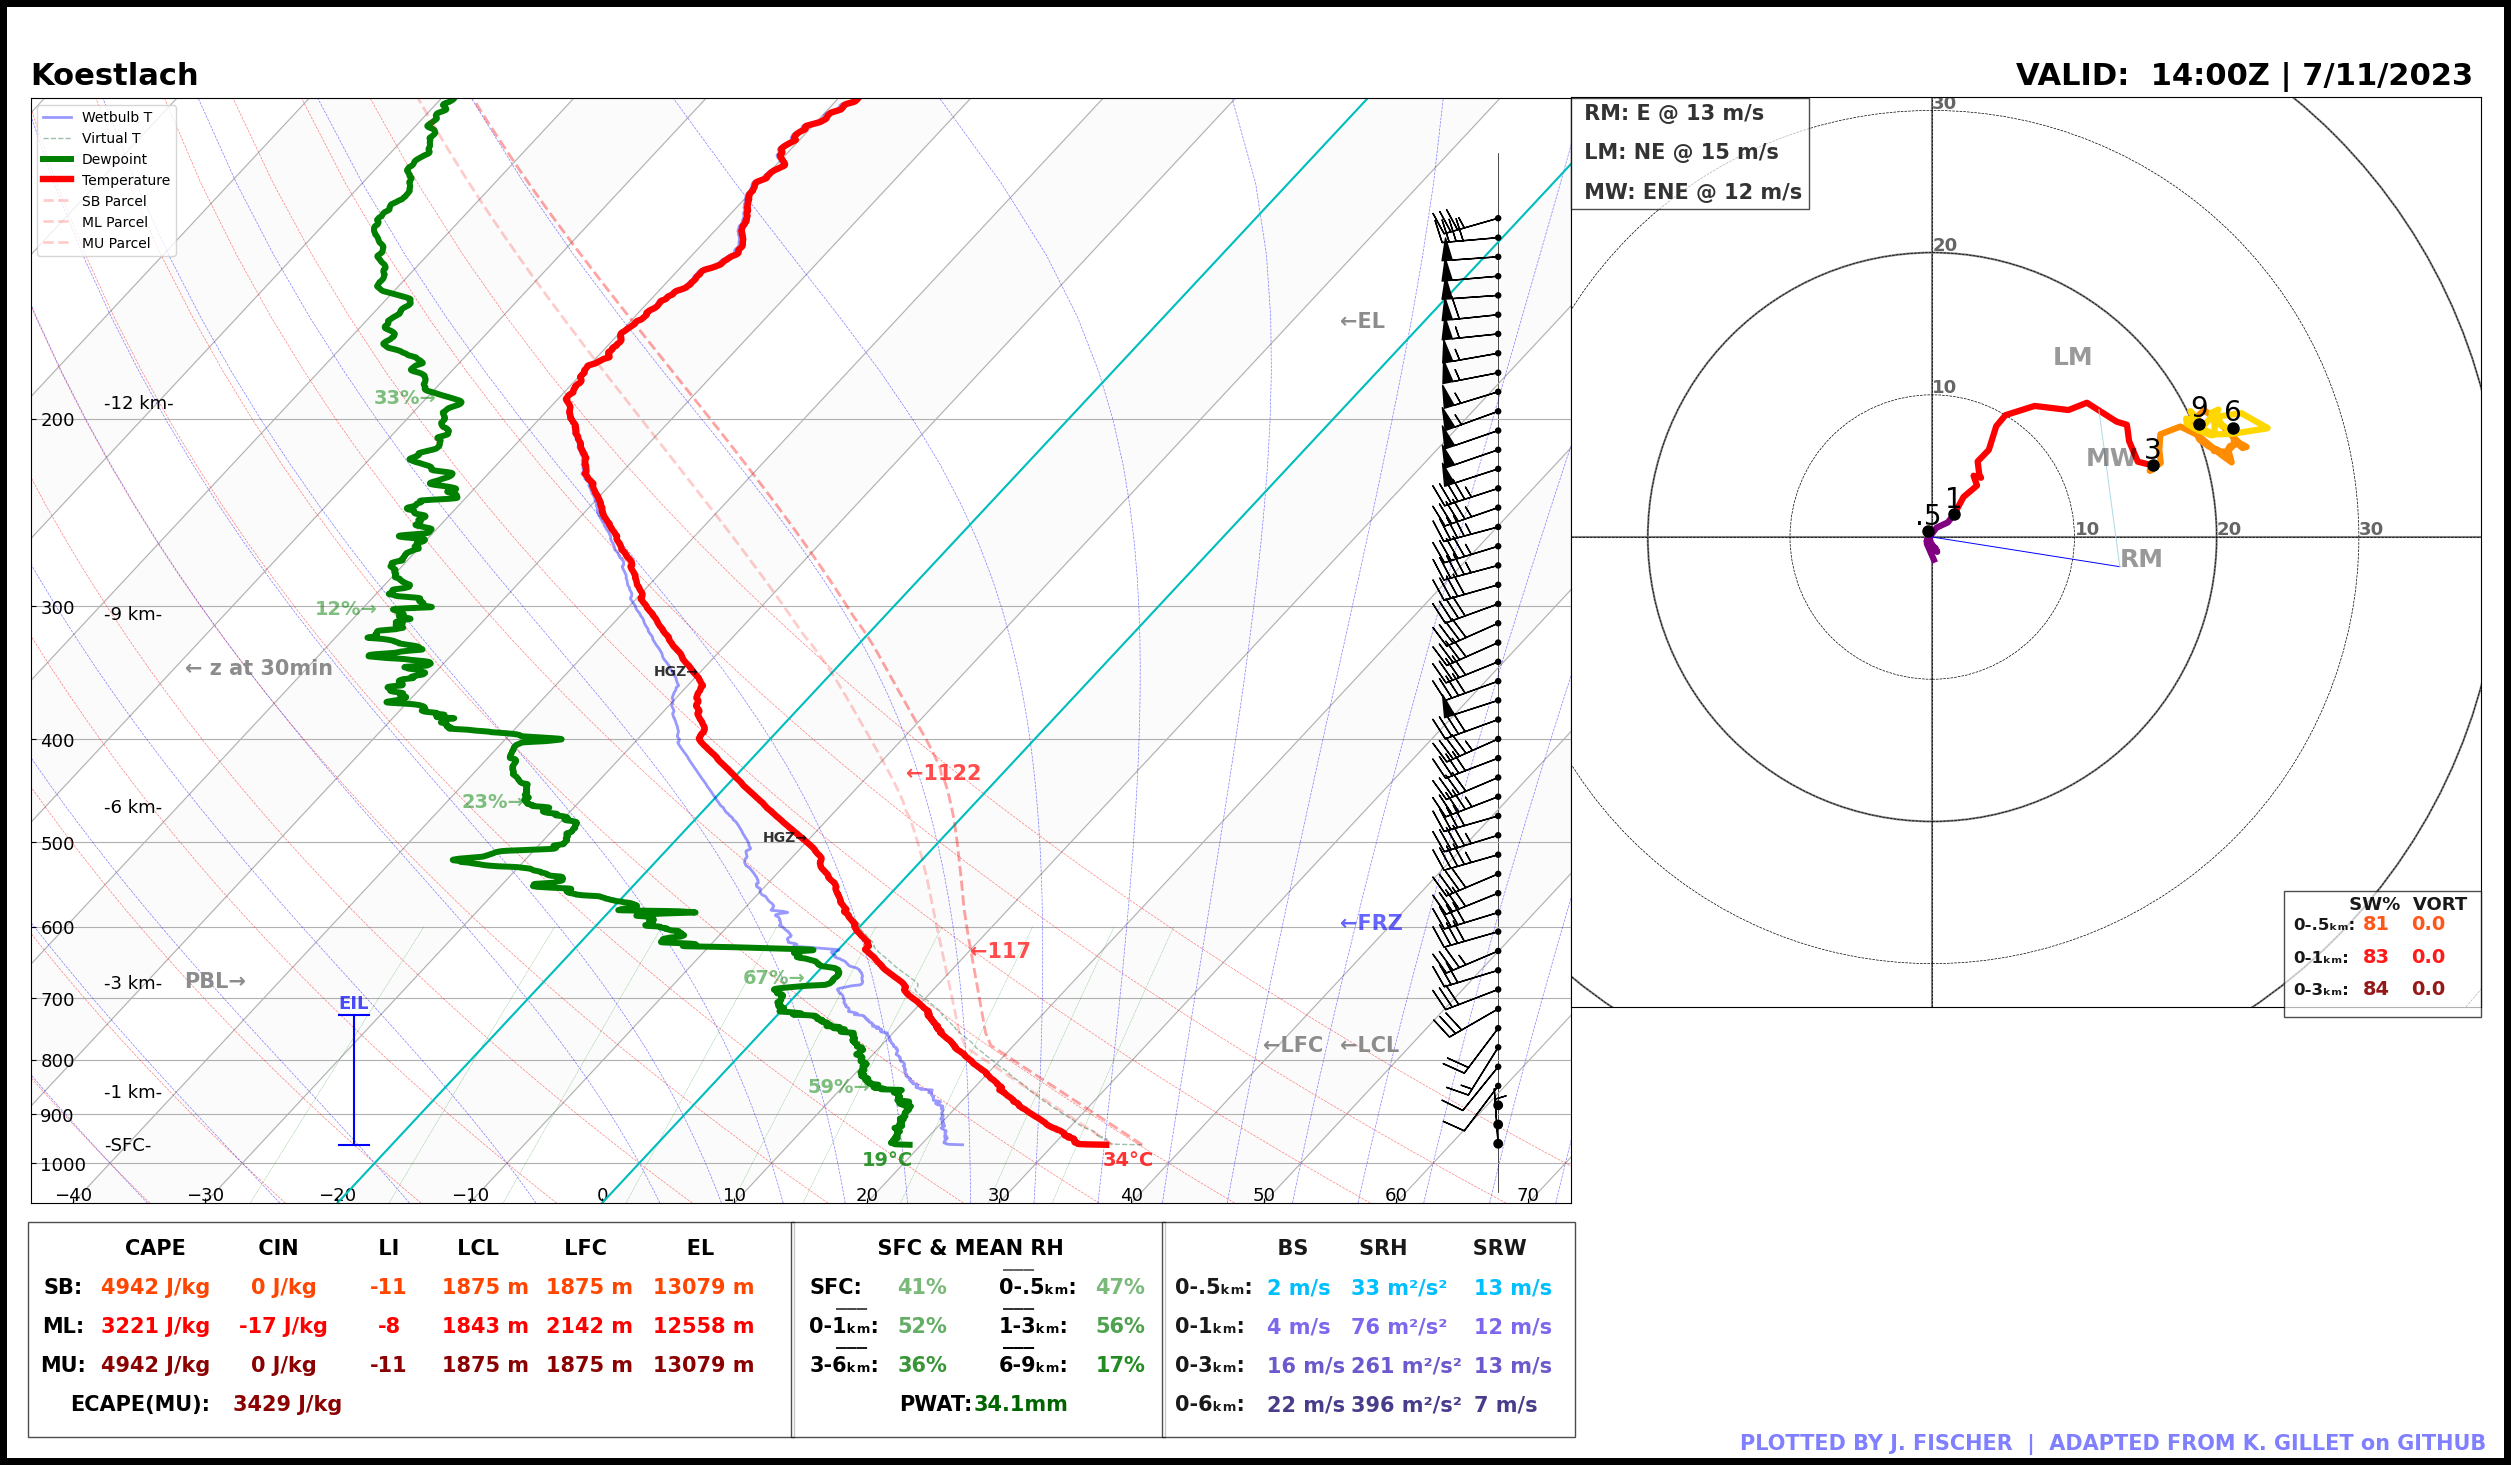 Koestlach
VALID:  14:00Z | 7/11/2023
Wetbulb T
Virtual T
Dewpoint
Temperature
SB Parcel
ML Parcel
MU Parcel
200
300
400
500
600
700
800
900
1000
-12 km-
-9 km-
-6 km-
-3 km-
-1 km-
-SFC-
33%→
12%→
← z at 30min
23%→
67%→
59%→
PBL→
EIL
HGZ→
HGZ→
←1122
←117
←EL
←FRZ
←LFC ←LCL
19°C 34°C
−40 −30 −20 −10 0 10 20 30 40 50 60 70
RM: E @ 13 m/s
LM: NE @ 15 m/s
MW: ENE @ 12 m/s
30
20
10
10 20 30
LM
MW
RM
.5
1
3
6
9
SW% VORT
0-.5ₖₘ: 81 0.0
0-1ₖₘ: 83 0.0
0-3ₖₘ: 84 0.0
CAPE CIN LI LCL LFC EL
SB: 4942 J/kg 0 J/kg -11 1875 m 1875 m 13079 m
ML: 3221 J/kg -17 J/kg -8 1843 m 2142 m 12558 m
MU: 4942 J/kg 0 J/kg -11 1875 m 1875 m 13079 m
ECAPE(MU): 3429 J/kg
SFC & MEAN RH
SFC: 41% 0-.5ₖₘ: 47%
0-1ₖₘ: 52% 1-3ₖₘ: 56%
3-6ₖₘ: 36% 6-9ₖₘ: 17%
PWAT: 34.1mm
BS SRH SRW
0-.5ₖₘ: 2 m/s 33 m²/s² 13 m/s
0-1ₖₘ: 4 m/s 76 m²/s² 12 m/s
0-3ₖₘ: 16 m/s 261 m²/s² 13 m/s
0-6ₖₘ: 22 m/s 396 m²/s² 7 m/s
PLOTTED BY J. FISCHER | ADAPTED FROM K. GILLET on GITHUB